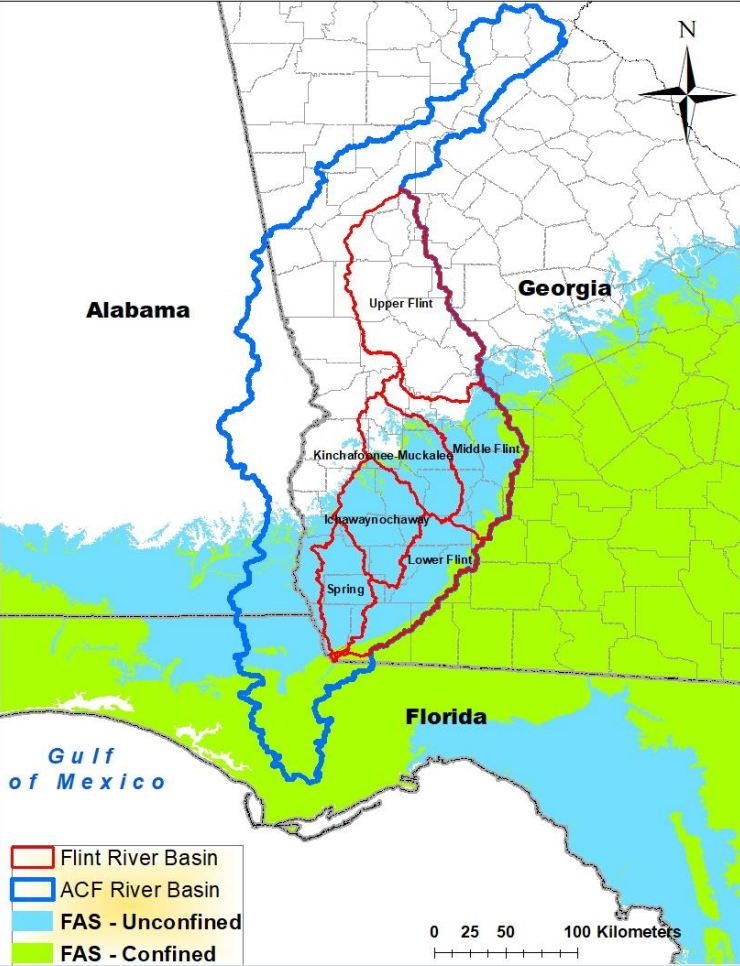 N
Georgia
Alabama
Upper Flint
Kinchafoonee-Muckalee
Middle Flint
Ichawaynochaway
Lower Flint
Spring
Florida
Gulf
of Mexico
Flint River Basin
ACF River Basin
FAS - Unconfined
FAS - Confined
0 25 50 100 Kilometers